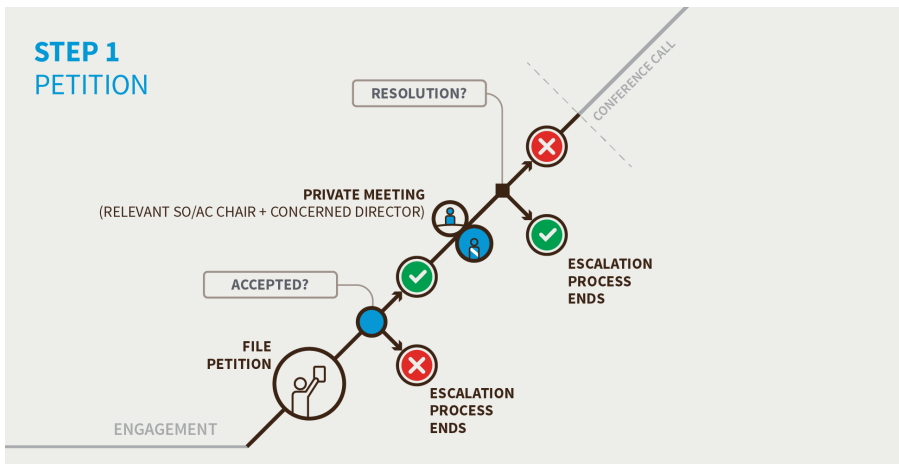 STEP 1
PETITION
CONFERENCE CALL
RESOLUTION?
PRIVATE MEETING
(RELEVANT SO/AC CHAIR + CONCERNED DIRECTOR)
ESCALATION
PROCESS
ENDS
ACCEPTED?
FILE
PETITION
ESCALATION
PROCESS
ENDS
ENGAGEMENT